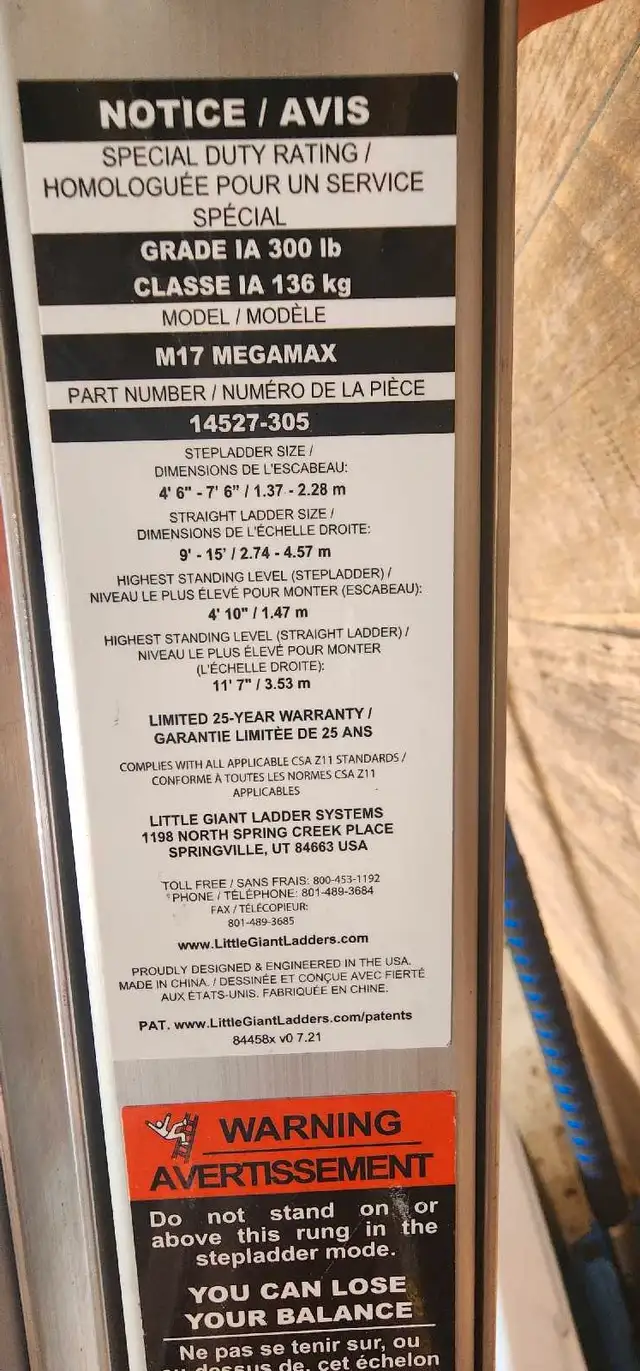 NOTICE / AVIS
SPECIAL DUTY RATING /
HOMOLOGUÉE POUR UN SERVICE
SPÉCIAL
GRADE IA 300 lb
CLASSE IA 136 kg
MODEL / MODÈLE
M17 MEGAMAX
PART NUMBER / NUMÉRO DE LA PIÈCE
14527-305
STEPLADDER SIZE /
DIMENSIONS DE L'ESCABEAU:
4' 6" - 7' 6" / 1.37 - 2.28 m
STRAIGHT LADDER SIZE /
DIMENSIONS DE L'ÉCHELLE DROITE:
9' - 15' / 2.74 - 4.57 m
HIGHEST STANDING LEVEL (STEPLADDER) /
NIVEAU LE PLUS ÉLEVÉ POUR MONTER (ESCABEAU):
4' 10" / 1.47 m
HIGHEST STANDING LEVEL (STRAIGHT LADDER) /
NIVEAU LE PLUS ÉLEVÉ POUR MONTER
(L'ÉCHELLE DROITE):
11' 7" / 3.53 m
LIMITED 25-YEAR WARRANTY /
GARANTIE LIMITÈE DE 25 ANS
COMPLIES WITH ALL APPLICABLE CSA Z11 STANDARDS /
CONFORME À TOUTES LES NORMES CSA Z11
APPLICABLES
LITTLE GIANT LADDER SYSTEMS
1198 NORTH SPRING CREEK PLACE
SPRINGVILLE, UT 84663 USA
TOLL FREE / SANS FRAIS: 800-453-1192
PHONE / TÉLÉPHONE: 801-489-3684
FAX / TÉLÉCOPIEUR:
801-489-3685
www.LittleGiantLadders.com
PROUDLY DESIGNED & ENGINEERED IN THE USA.
MADE IN CHINA. / DESSINÉE ET CONÇUE AVEC FIERTÉ
AUX ÉTATS-UNIS. FABRIQUÉE EN CHINE.
PAT. www.LittleGiantLadders.com/patents
84458x v0 7.21
WARNING
AVERTISSEMENT
Do not stand on or
above this rung in the
stepladder mode.
YOU CAN LOSE
YOUR BALANCE
Ne pas se tenir sur, ou
au dessus de, cet échelon